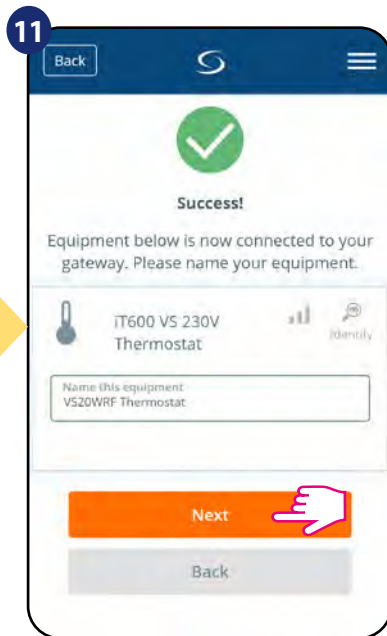 11
Back
Success!
Equipment below is now connected to your
gateway. Please name your equipment.
iT600 VS 230V
Thermostat
Identify
Name this equipment
VS20WRF Thermostat
Next
Back